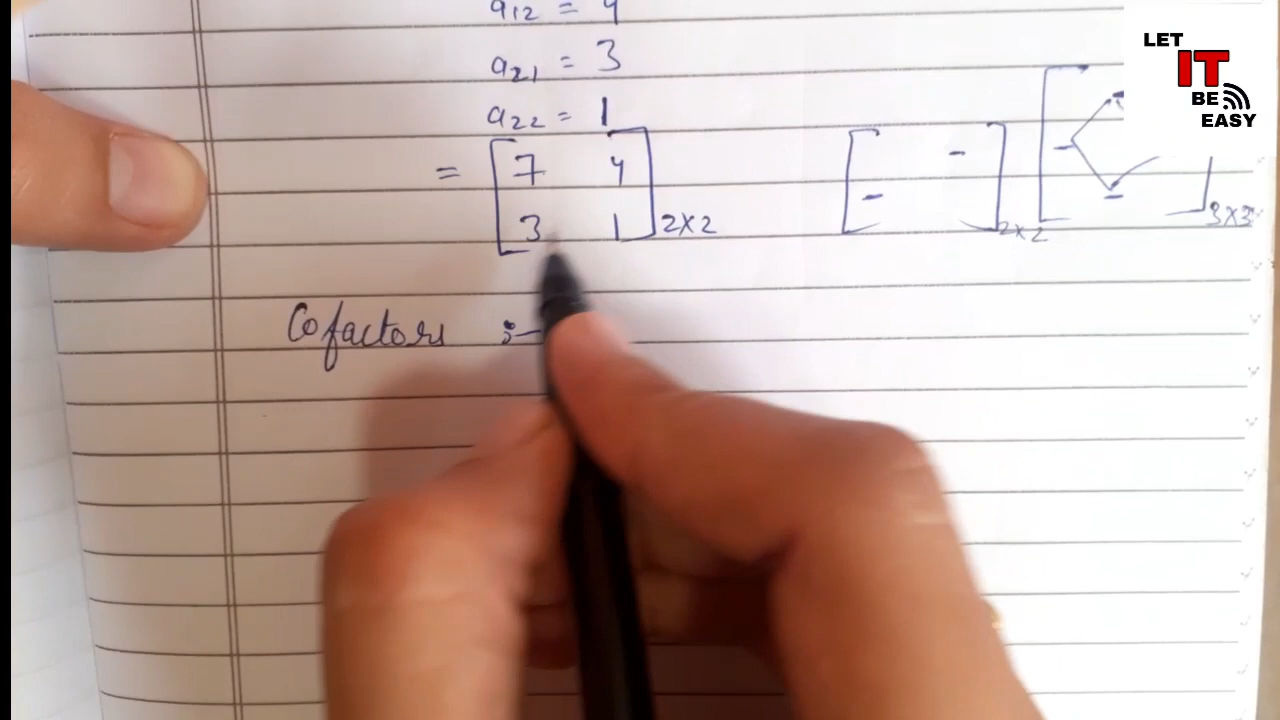 a12 = 4
a21 = 3
a22 = 1
= [ 7 4
3 1 ] 2x2
[ -
- ] 2x2
[ -
-
- ] 3x3
Cofactors :-
LET
IT
BE
EASY